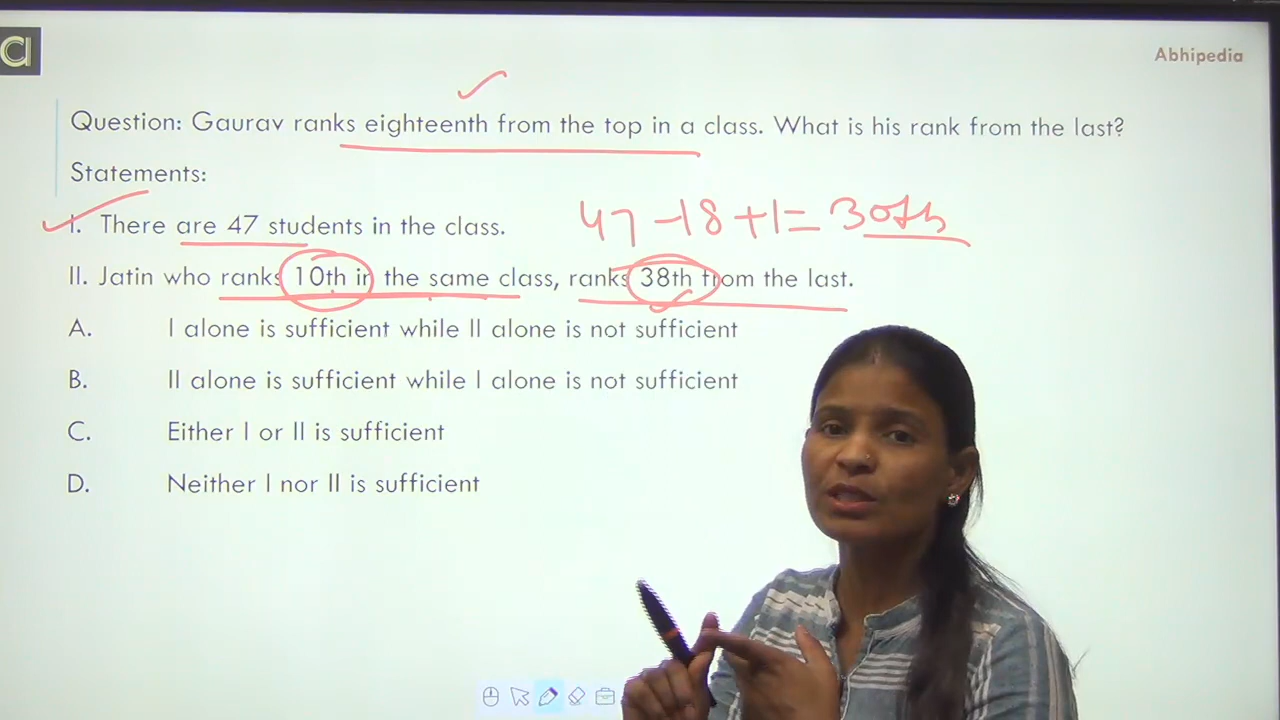 CI
Abhipedia
Question: Gaurav ranks eighteenth from the top in a class. What is his rank from the last?
Statements:
I. There are 47 students in the class.
47 - 18 + 1 = 30th
II. Jatin who ranks 10th in the same class, ranks 38th from the last.
A. I alone is sufficient while II alone is not sufficient
B. II alone is sufficient while I alone is not sufficient
C. Either I or II is sufficient
D. Neither I nor II is sufficient